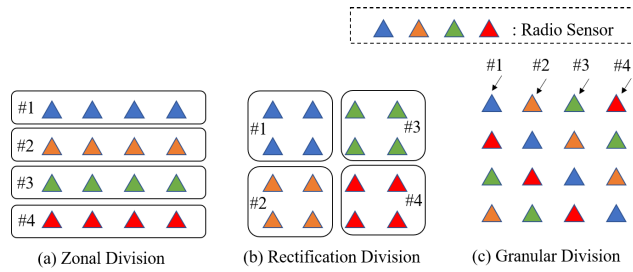 : Radio Sensor
#1
#2
#3
#4
#1
#3
#2
#4
#1 #2 #3 #4
(a) Zonal Division
(b) Rectification Division
(c) Granular Division